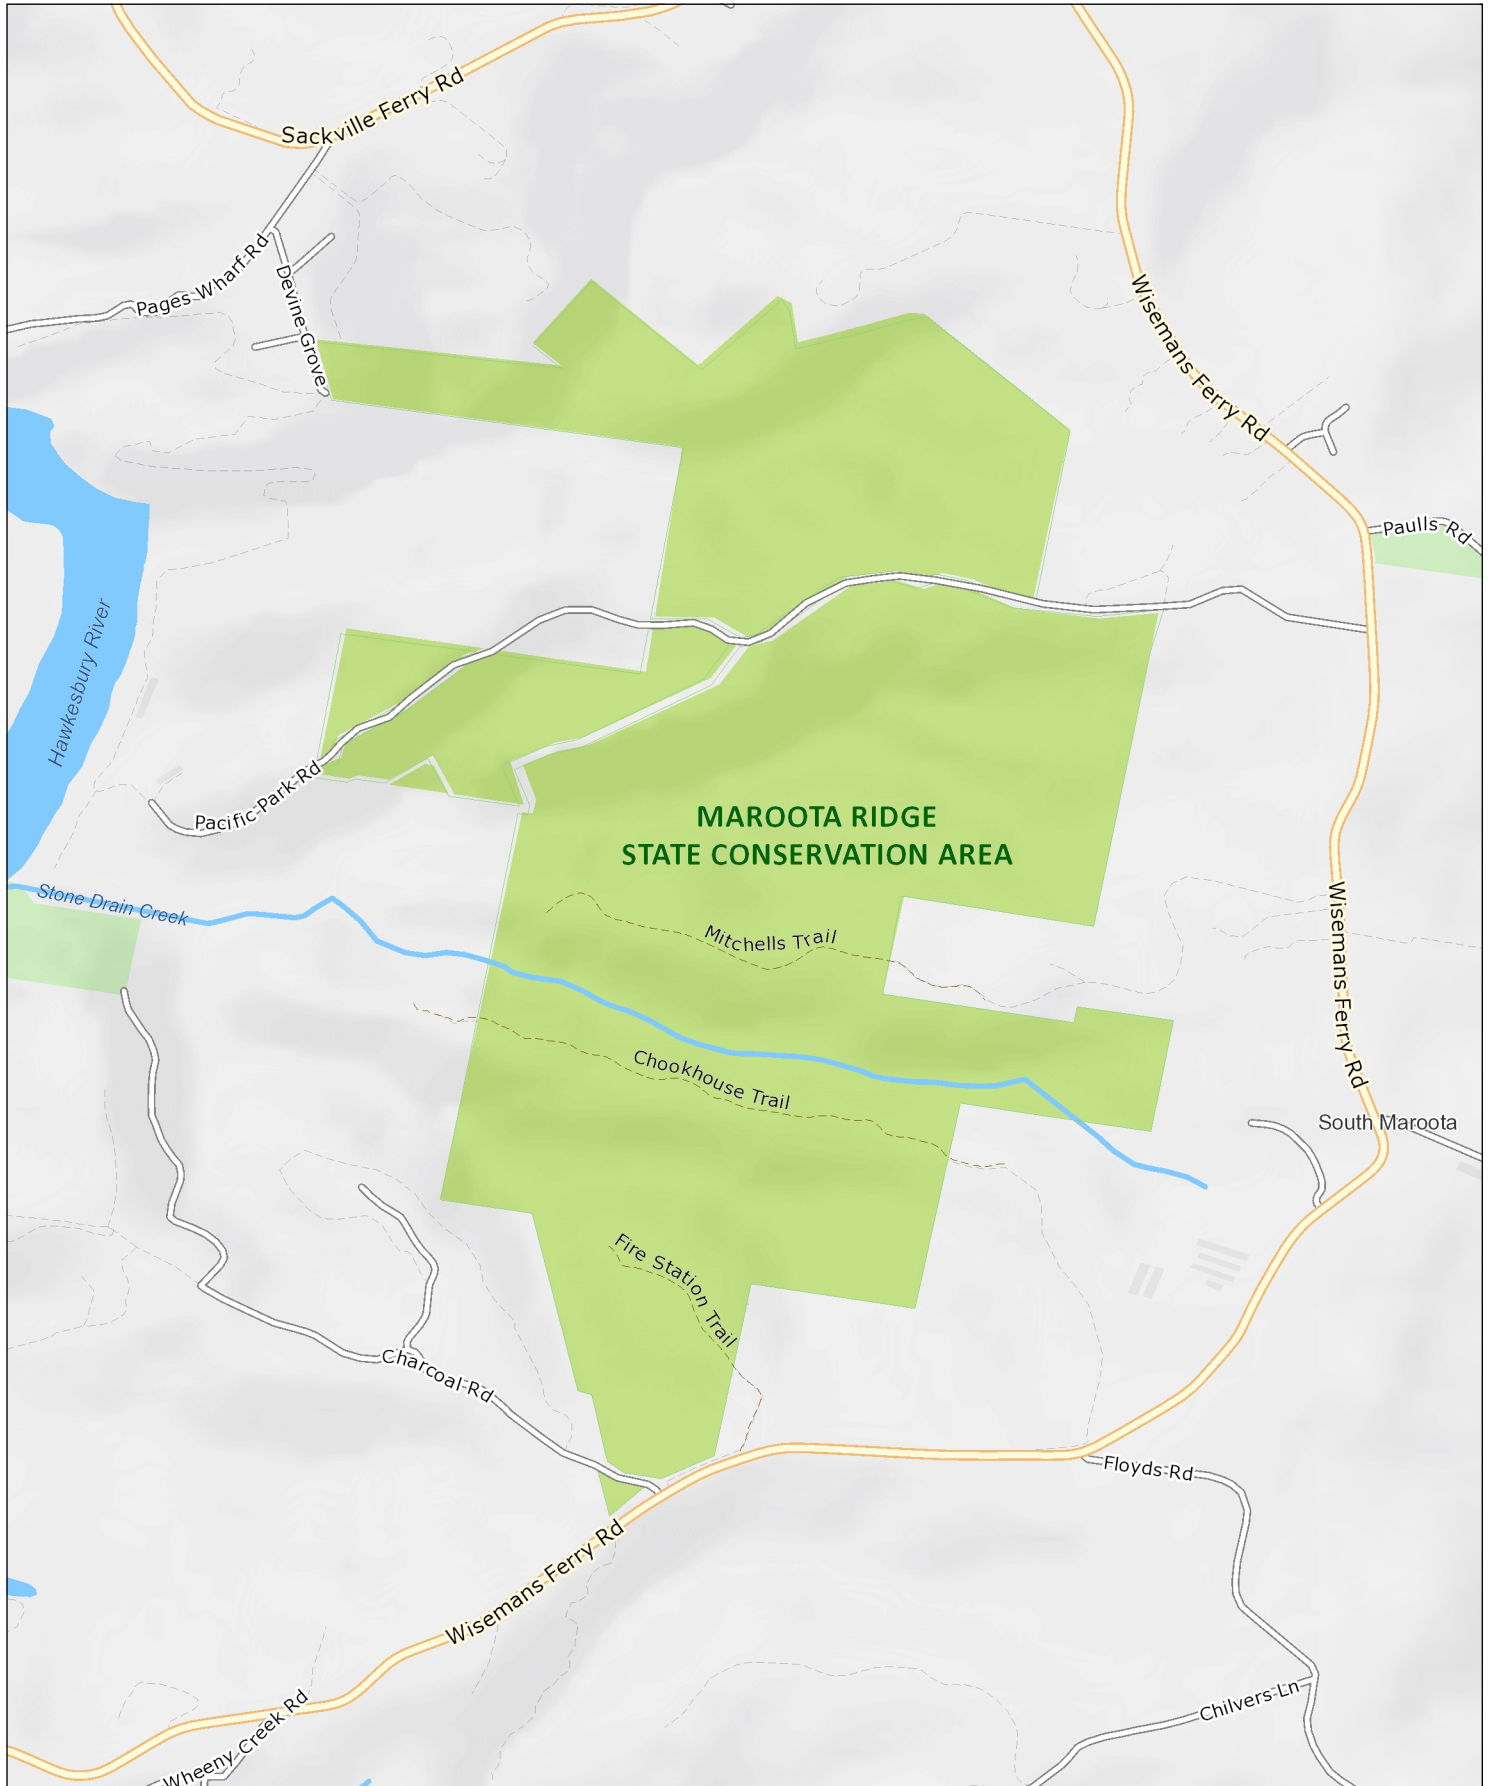 Sackville Ferry Rd
Pages Wharf Rd
Devine Grove
Wisemans Ferry Rd
Paulls Rd
Hawkesbury River
Pacific Park Rd
MAROOTA RIDGE
STATE CONSERVATION AREA
Stone Drain Creek
Mitchells Trail
Wisemans Ferry Rd
Chookhouse Trail
South Maroota
Fire Station Trail
Charcoal Rd
Floyds Rd
Wisemans Ferry Rd
Chilvers Ln
Wheeny Creek Rd